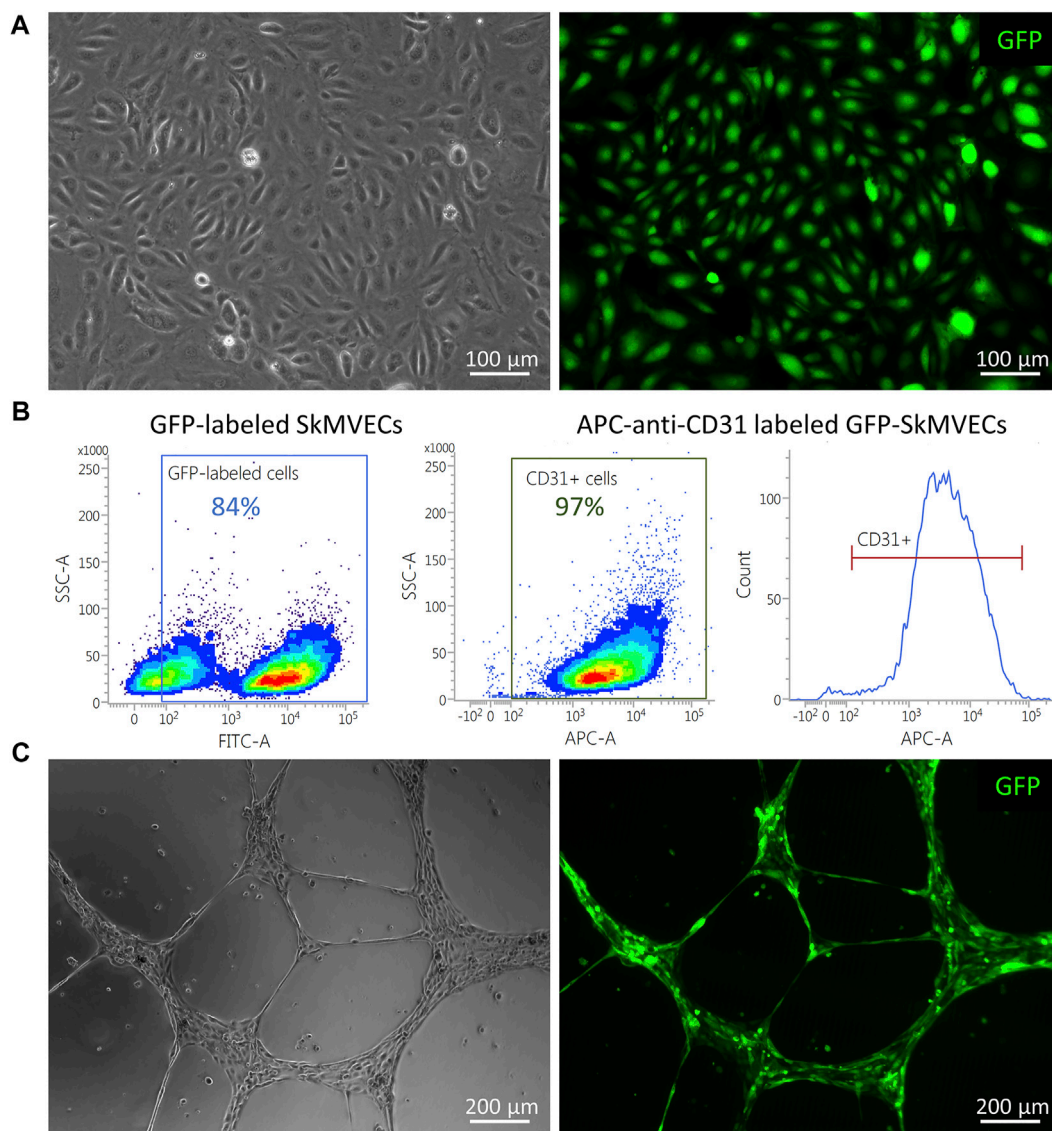 A
GFP
100 µm
100 µm
B
GFP-labeled SkMVECs
APC-anti-CD31 labeled GFP-SkMVECs
x1000
250
200
150
100
50
0
SSC-A
GFP-labeled cells
84%
0 10² 10³ 10⁴ 10⁵
FITC-A
x1000
250
200
150
100
50
0
SSC-A
CD31+ cells
97%
-10² 0 10² 10³ 10⁴ 10⁵
APC-A
100
50
0
Count
CD31+
-10² 0 10² 10³ 10⁴ 10⁵
APC-A
C
GFP
200 µm
200 µm